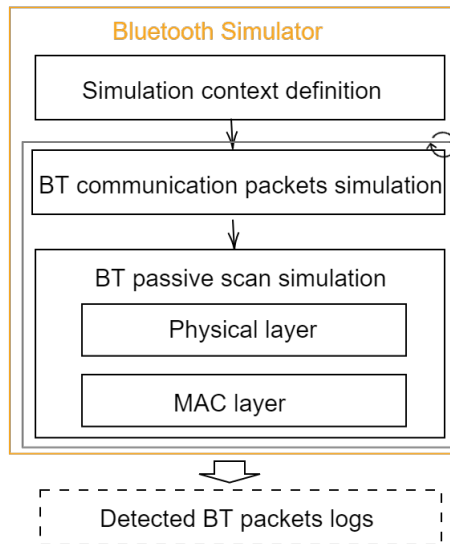 Bluetooth Simulator
Simulation context definition
BT communication packets simulation
BT passive scan simulation
Physical layer
MAC layer
Detected BT packets logs